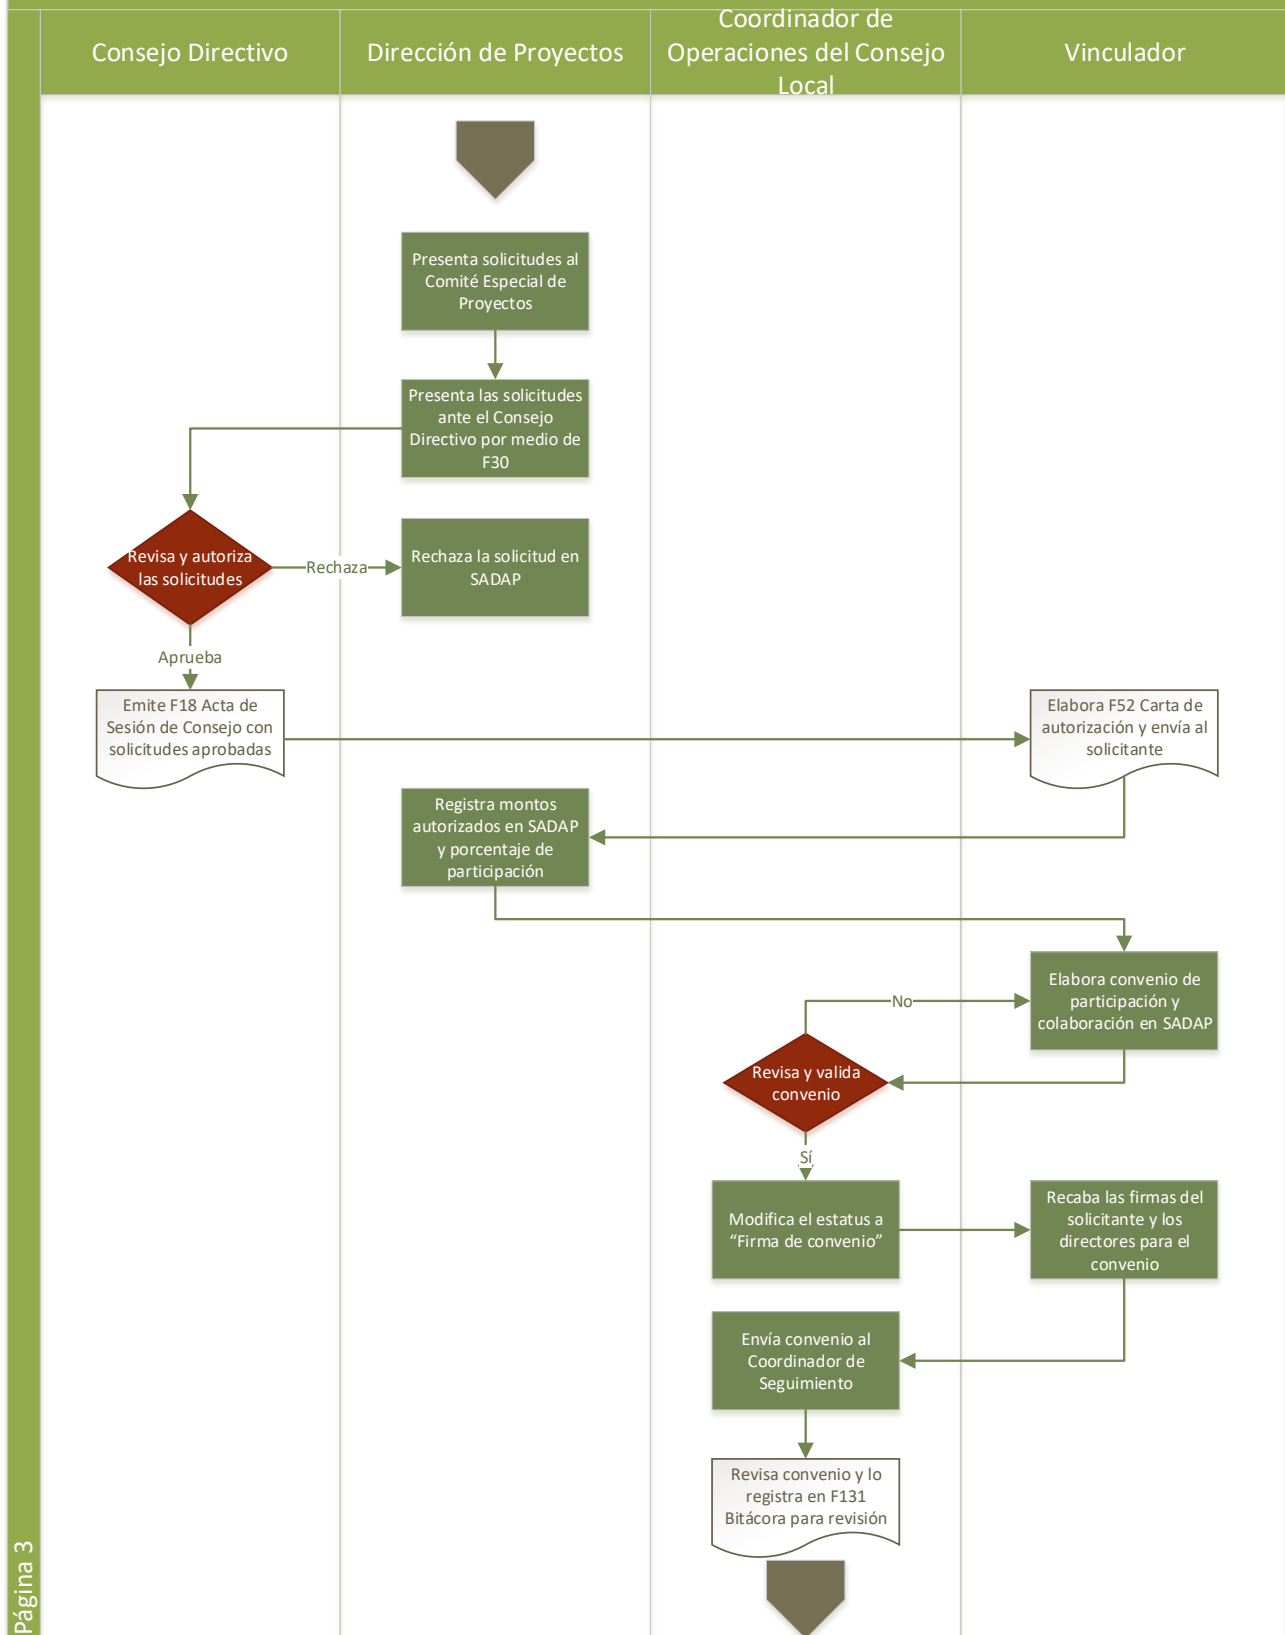 Consejo Directivo
Dirección de Proyectos
Coordinador de
Operaciones del Consejo
Local
Vinculador
Presenta solicitudes al
Comité Especial de
Proyectos
Presenta las solicitudes
ante el Consejo
Directivo por medio de
F30
Revisa y autoriza
las solicitudes
Rechaza
Rechaza la solicitud en
SADAP
Aprueba
Emite F18 Acta de
Sesión de Consejo con
solicitudes aprobadas
Elabora F52 Carta de
autorización y envía al
solicitante
Registra montos
autorizados en SADAP
y porcentaje de
participación
Elabora convenio de
participación y
colaboración en SADAP
No
Revisa y valida
convenio
Sí
Modifica el estatus a
“Firma de convenio”
Recaba las firmas del
solicitante y los
directores para el
convenio
Envía convenio al
Coordinador de
Seguimiento
Revisa convenio y lo
registra en F131
Bitácora para revisión
Página 3